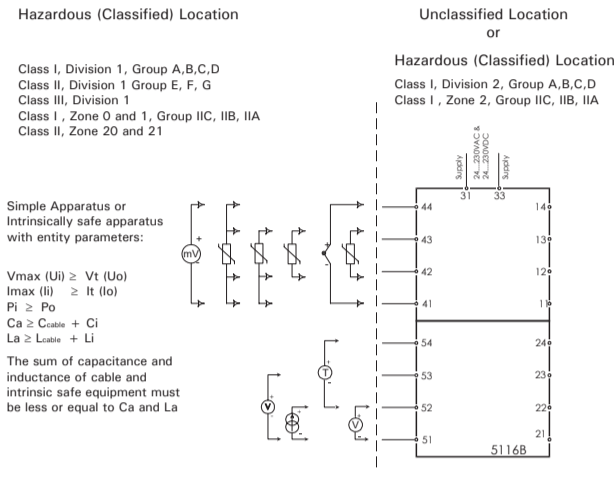 Hazardous (Classified) Location
Class I, Division 1, Group A,B,C,D
Class II, Division 1 Group E, F, G
Class III, Division 1
Class I , Zone 0 and 1, Group IIC, IIB, IIA
Class II, Zone 20 and 21
Unclassified Location
or
Hazardous (Classified) Location
Class I, Division 2, Group A,B,C,D
Class I , Zone 2, Group IIC, IIB, IIA
Supply
24...230VAC &
24...230VDC
Supply
31
33
Simple Apparatus or
Intrinsically safe apparatus
with entity parameters:
Vmax (Ui) ≥ Vt (Uo)
Imax (Ii) ≥ It (Io)
Pi ≥ Po
Ca ≥ Ccable + Ci
La ≥ Lcable + Li
The sum of capacitance and
inductance of cable and
intrinsic safe equipment must
be less or equal to Ca and La
+
mV
-
+
-
44
43
42
41
54
53
52
51
14
13
12
11
24
23
22
21
+
T
-
+
V
-
+
-
+
V
-
5116B